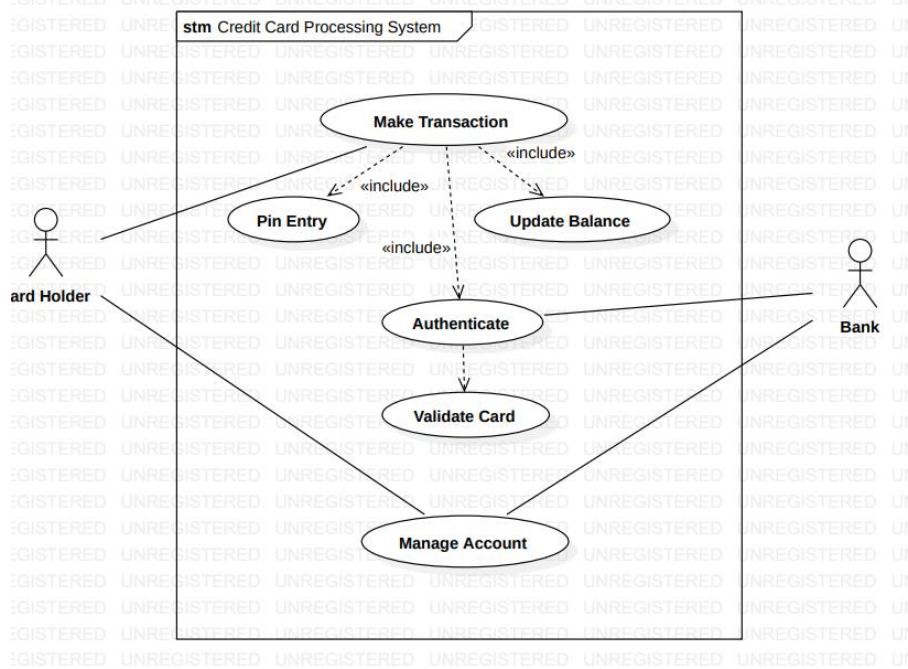 stm Credit Card Processing System
Make Transaction
«include»
«include»
Pin Entry
Update Balance
«include»
ard Holder
Authenticate
Bank
Validate Card
Manage Account
UNREGISTERED